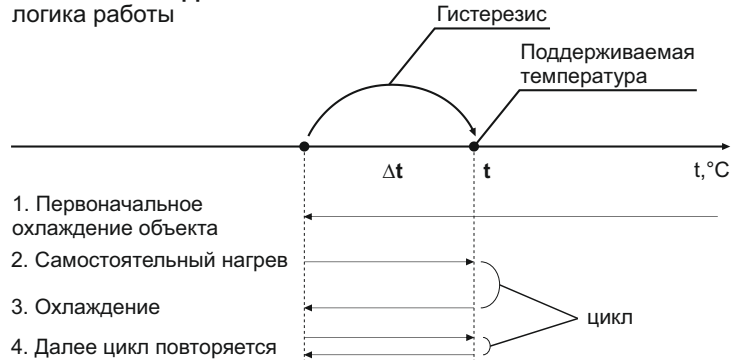 логика работы
Гистерезис
Поддерживаемая
температура
Δt
t
t,°C
1. Первоначальное
охлаждение объекта
2. Самостоятельный нагрев
3. Охлаждение
цикл
4. Далее цикл повторяется